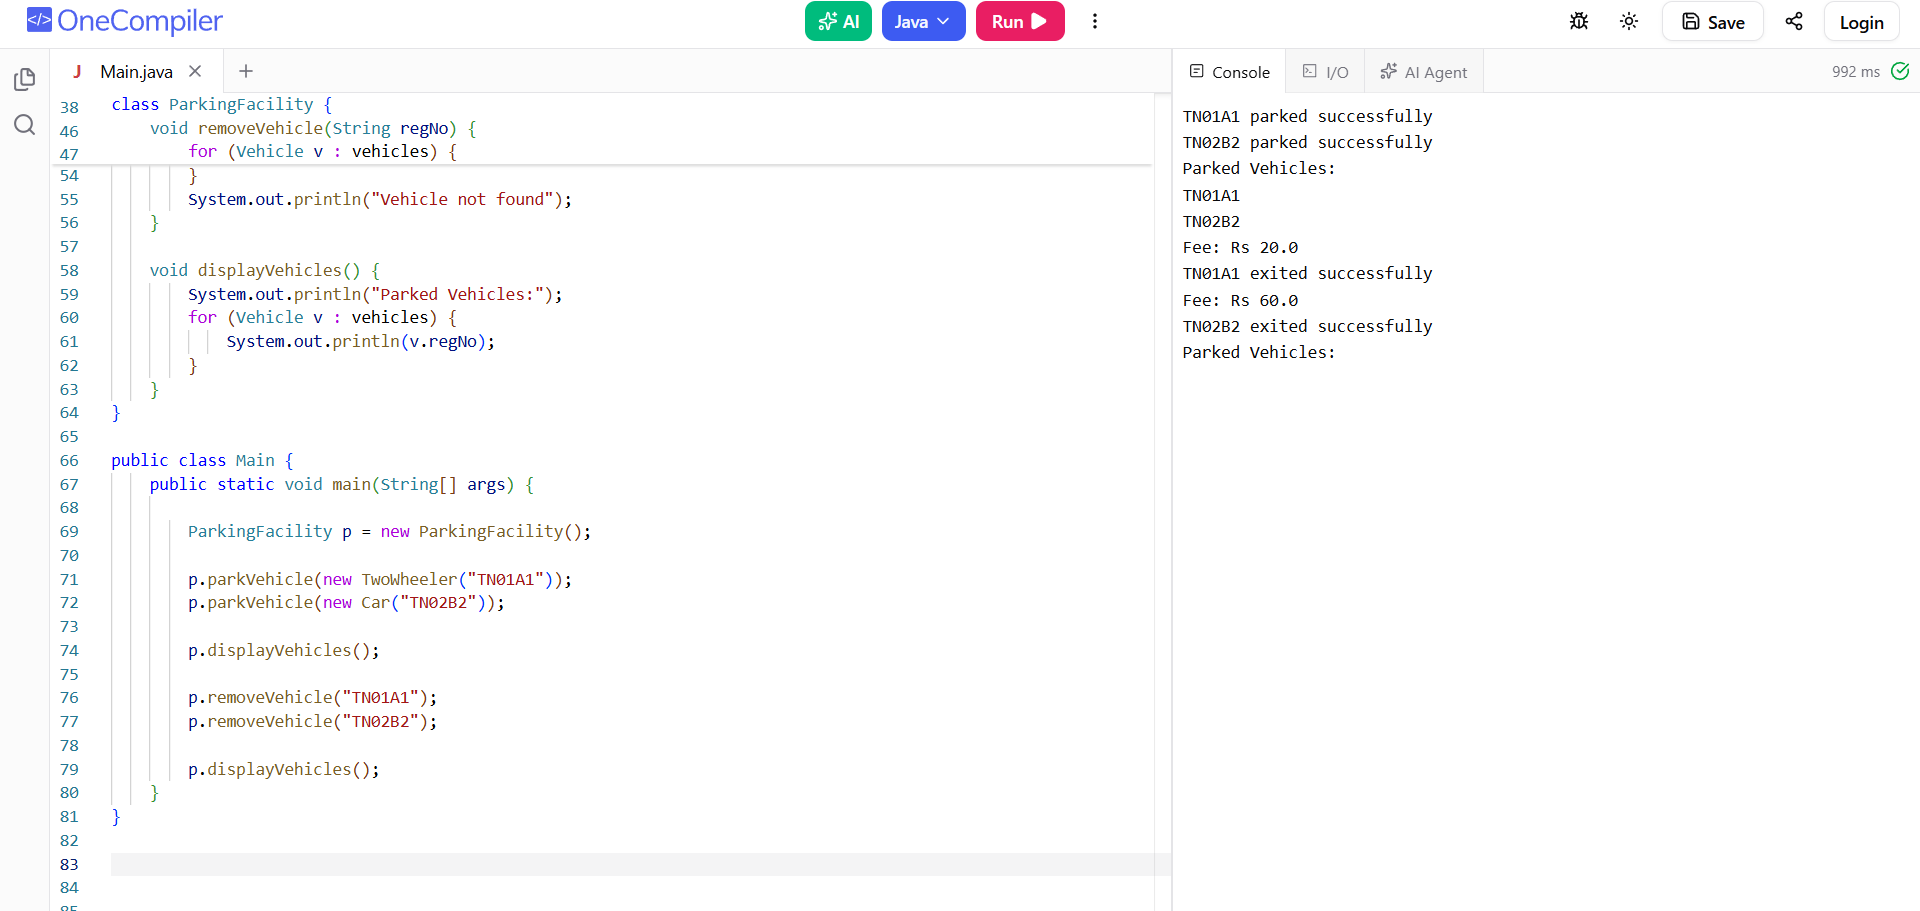 OneCompiler
AI
Java
Run
Save
Login
J Main.java
38 class ParkingFacility {
46     void removeVehicle(String regNo) {
47         for (Vehicle v : vehicles) {
54         }
55         System.out.println("Vehicle not found");
56     }
57
58     void displayVehicles() {
59         System.out.println("Parked Vehicles:");
60         for (Vehicle v : vehicles) {
61             System.out.println(v.regNo);
62         }
63     }
64 }
65
66 public class Main {
67     public static void main(String[] args) {
68
69         ParkingFacility p = new ParkingFacility();
70
71         p.parkVehicle(new TwoWheeler("TN01A1"));
72         p.parkVehicle(new Car("TN02B2"));
73
74         p.displayVehicles();
75
76         p.removeVehicle("TN01A1");
77         p.removeVehicle("TN02B2");
78
79         p.displayVehicles();
80     }
81 }
82
83
84
85
Console
I/O
AI Agent
992 ms
TN01A1 parked successfully
TN02B2 parked successfully
Parked Vehicles:
TN01A1
TN02B2
Fee: Rs 20.0
TN01A1 exited successfully
Fee: Rs 60.0
TN02B2 exited successfully
Parked Vehicles: